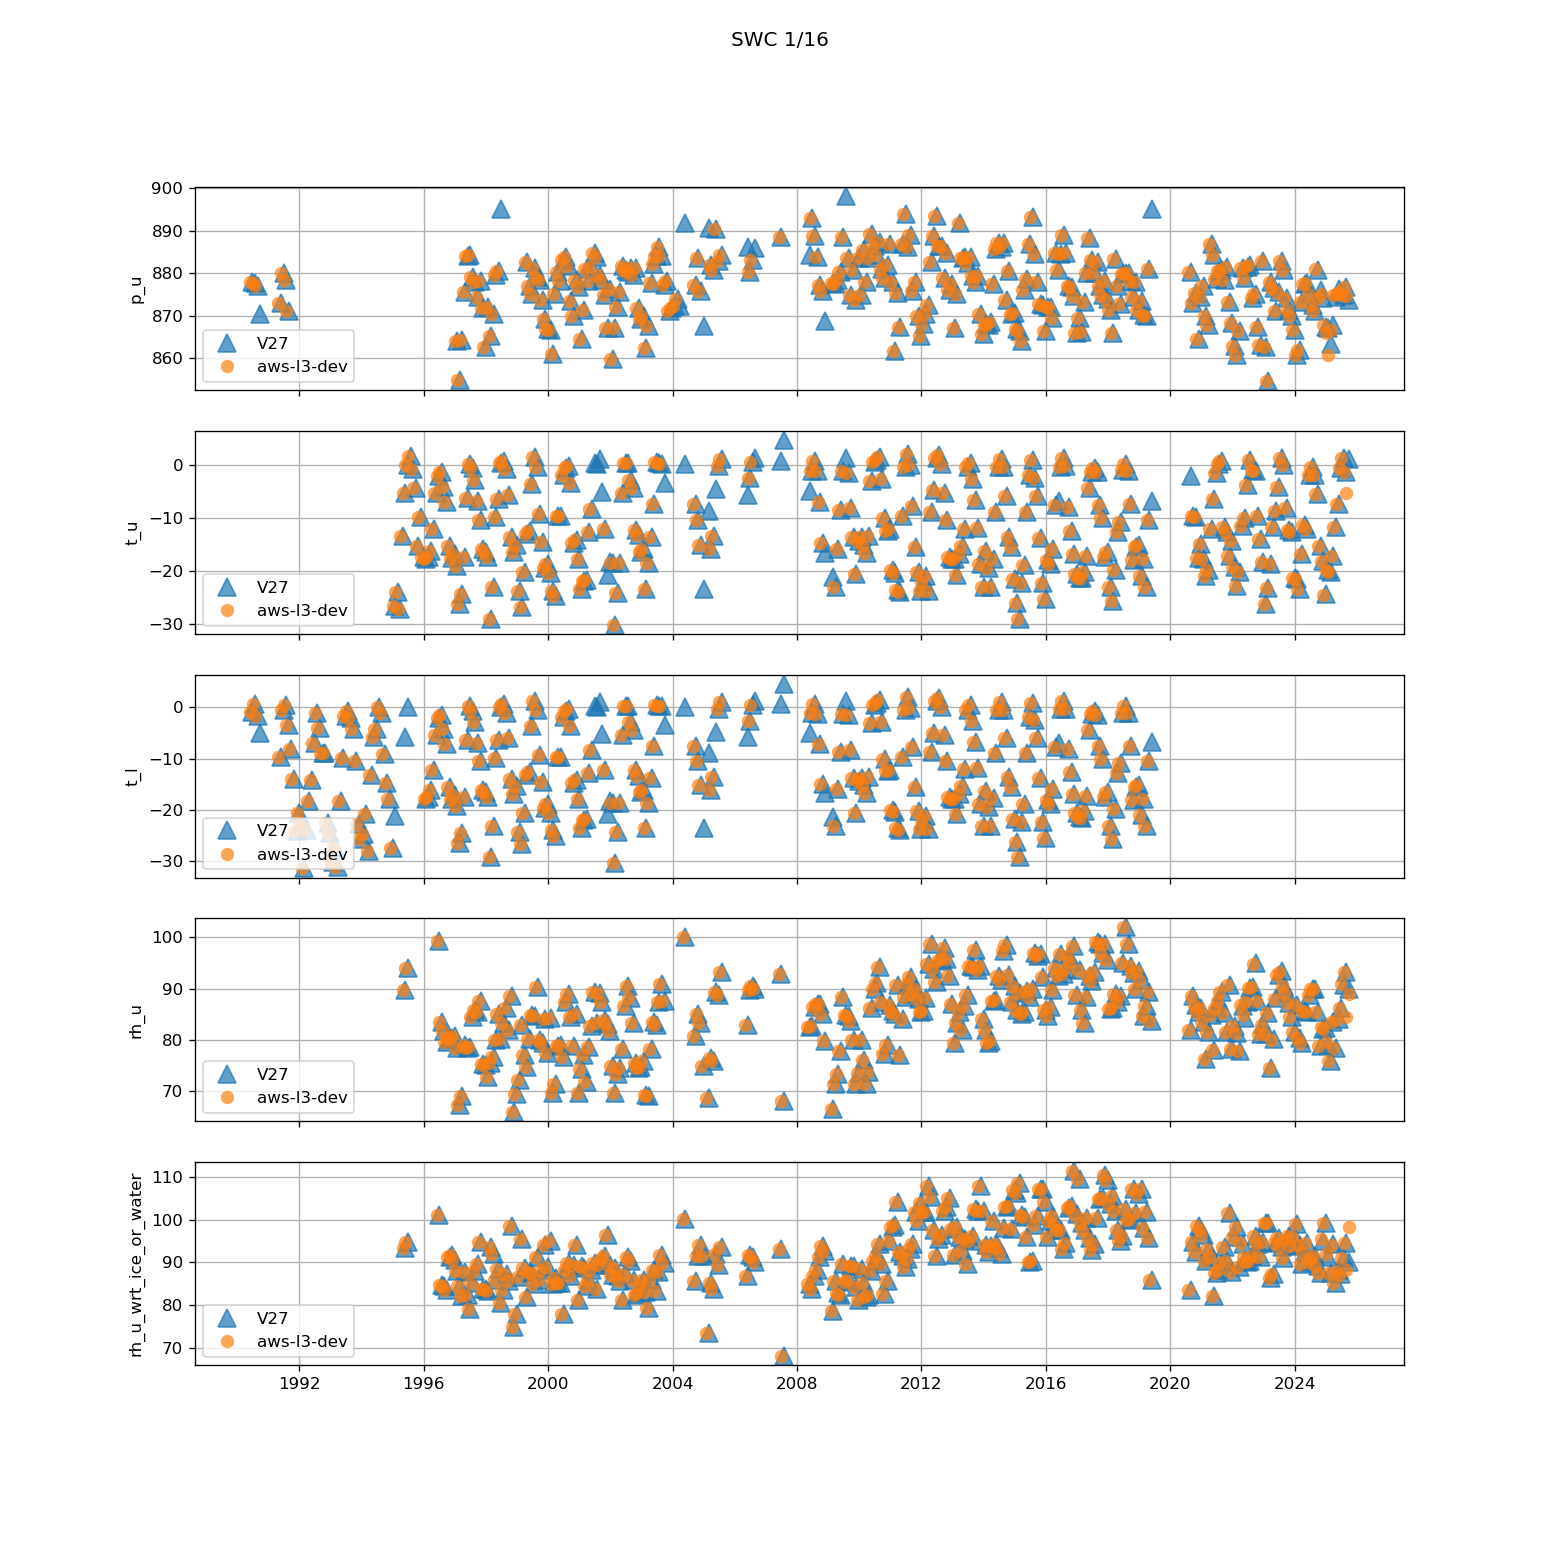 SWC 1/16
900
890
880
870
860
p_u
V27
aws-l3-dev
0
−10
−20
−30
t_u
V27
aws-l3-dev
0
−10
−20
−30
t_l
V27
aws-l3-dev
100
90
80
70
rh_u
V27
aws-l3-dev
110
100
90
80
70
rh_u_wrt_ice_or_water
V27
aws-l3-dev
1992 1996 2000 2004 2008 2012 2016 2020 2024